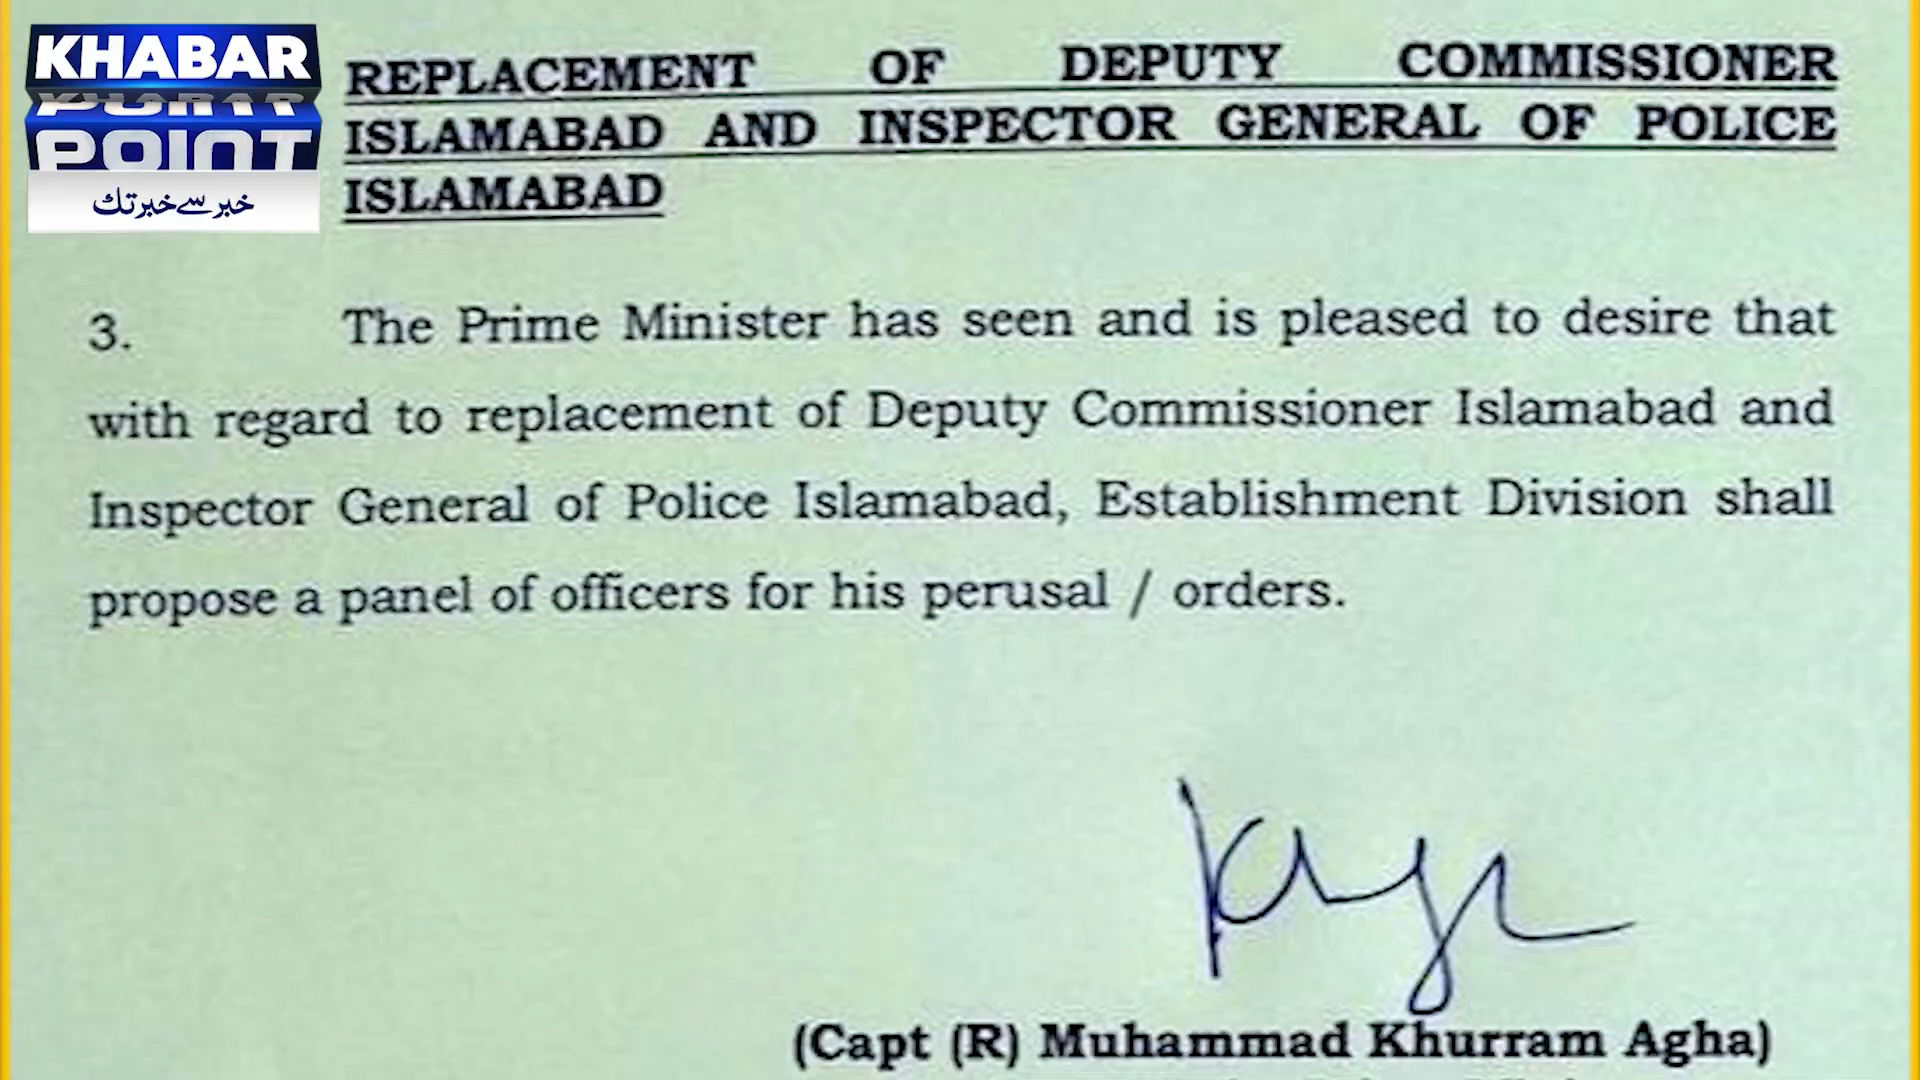 KHABAR
POINT
خبر سے خبر تک
REPLACEMENT OF DEPUTY COMMISSIONER
ISLAMABAD AND INSPECTOR GENERAL OF POLICE
ISLAMABAD
3. The Prime Minister has seen and is pleased to desire that
with regard to replacement of Deputy Commissioner Islamabad and
Inspector General of Police Islamabad, Establishment Division shall
propose a panel of officers for his perusal / orders.
(Capt (R) Muhammad Khurram Agha)